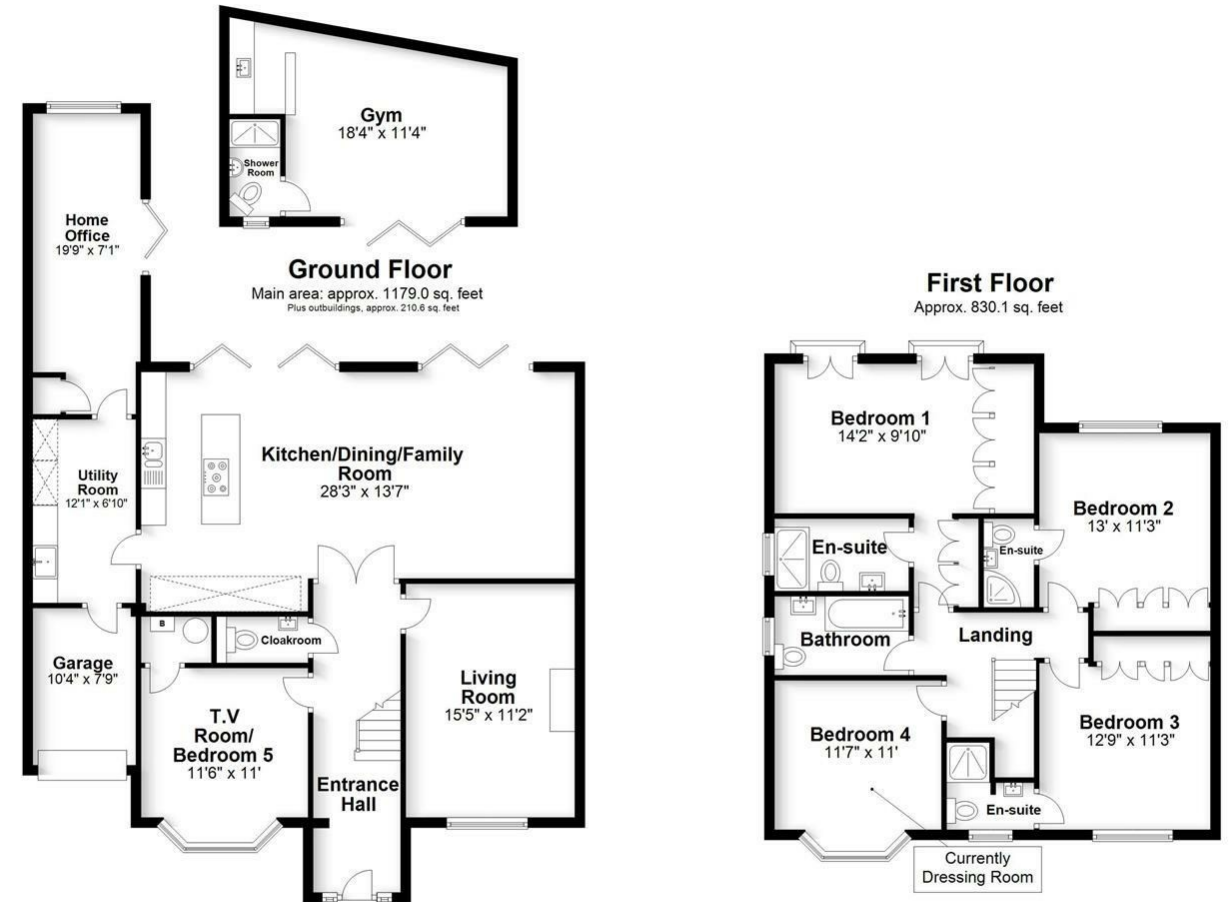 Gym
18'4" x 11'4"
Shower
Room
Home
Office
19'9" x 7'1"
Ground Floor
Main area: approx. 1179.0 sq. feet
Plus outbuildings, approx. 210.6 sq. feet
Kitchen/Dining/Family
Room
28'3" x 13'7"
Utility
Room
12'1" x 6'10"
B
Cloakroom
Garage
10'4" x 7'9"
T.V
Room/
Bedroom 5
11'6" x 11'
Living
Room
15'5" x 11'2"
Entrance
Hall
First Floor
Approx. 830.1 sq. feet
Bedroom 1
14'2" x 9'10"
Bedroom 2
13' x 11'3"
En-suite
En-suite
Bathroom
Landing
Bedroom 4
11'7" x 11'
Bedroom 3
12'9" x 11'3"
En-suite
Currently
Dressing Room